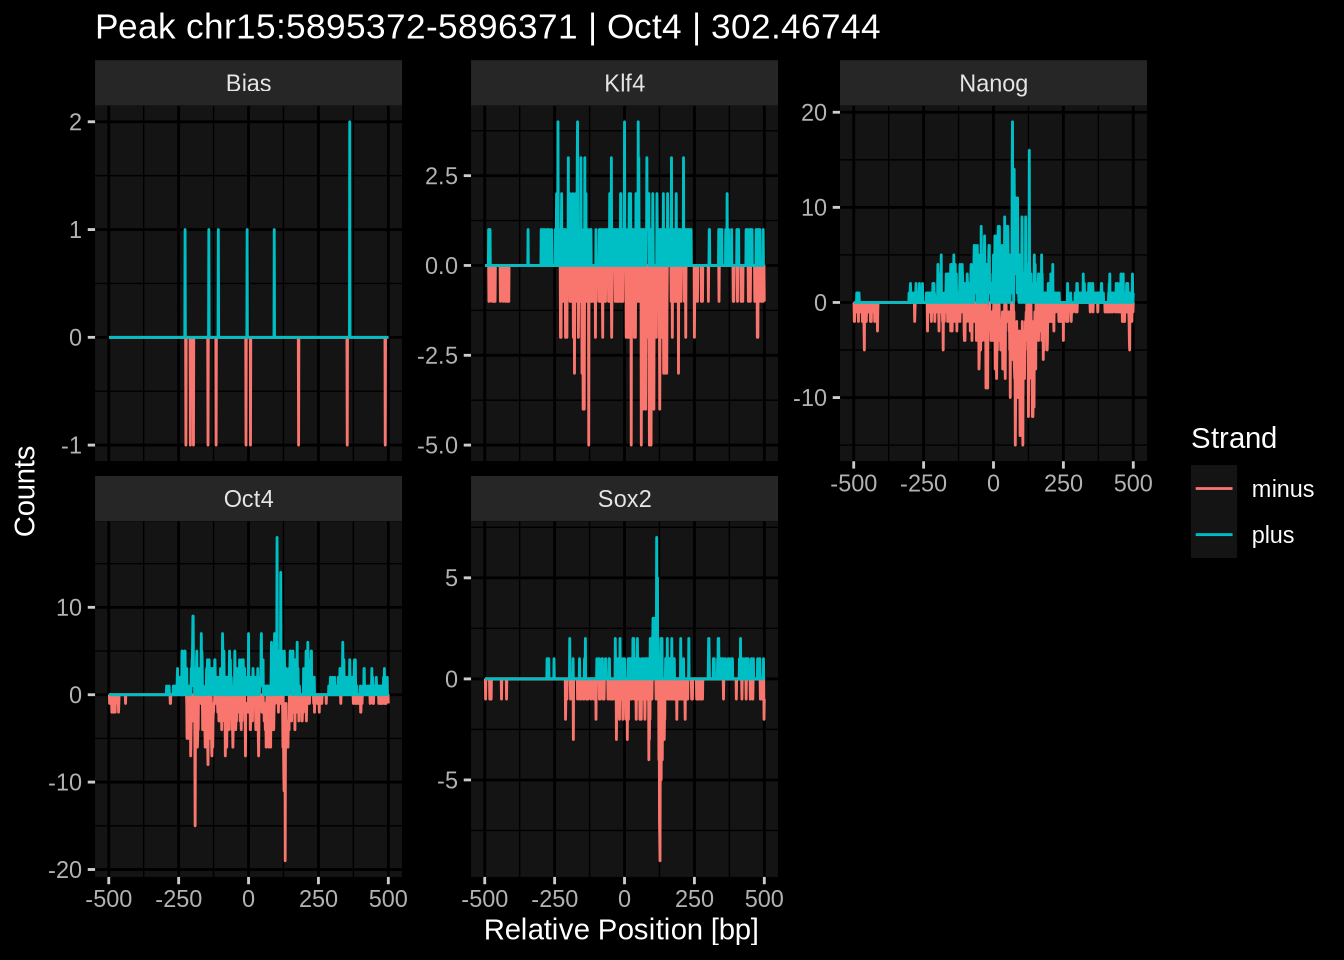 Peak chr15:5895372-5896371 | Oct4 | 302.46744
Bias
Klf4
Nanog
2
1
0
-1
2.5
0.0
-2.5
-5.0
20
10
0
-10
-500 -250 0 250 500
Counts
Oct4
Sox2
10
0
-10
-20
5
0
-5
-500 -250 0 250 500
-500 -250 0 250 500
Relative Position [bp]
Strand
minus
plus